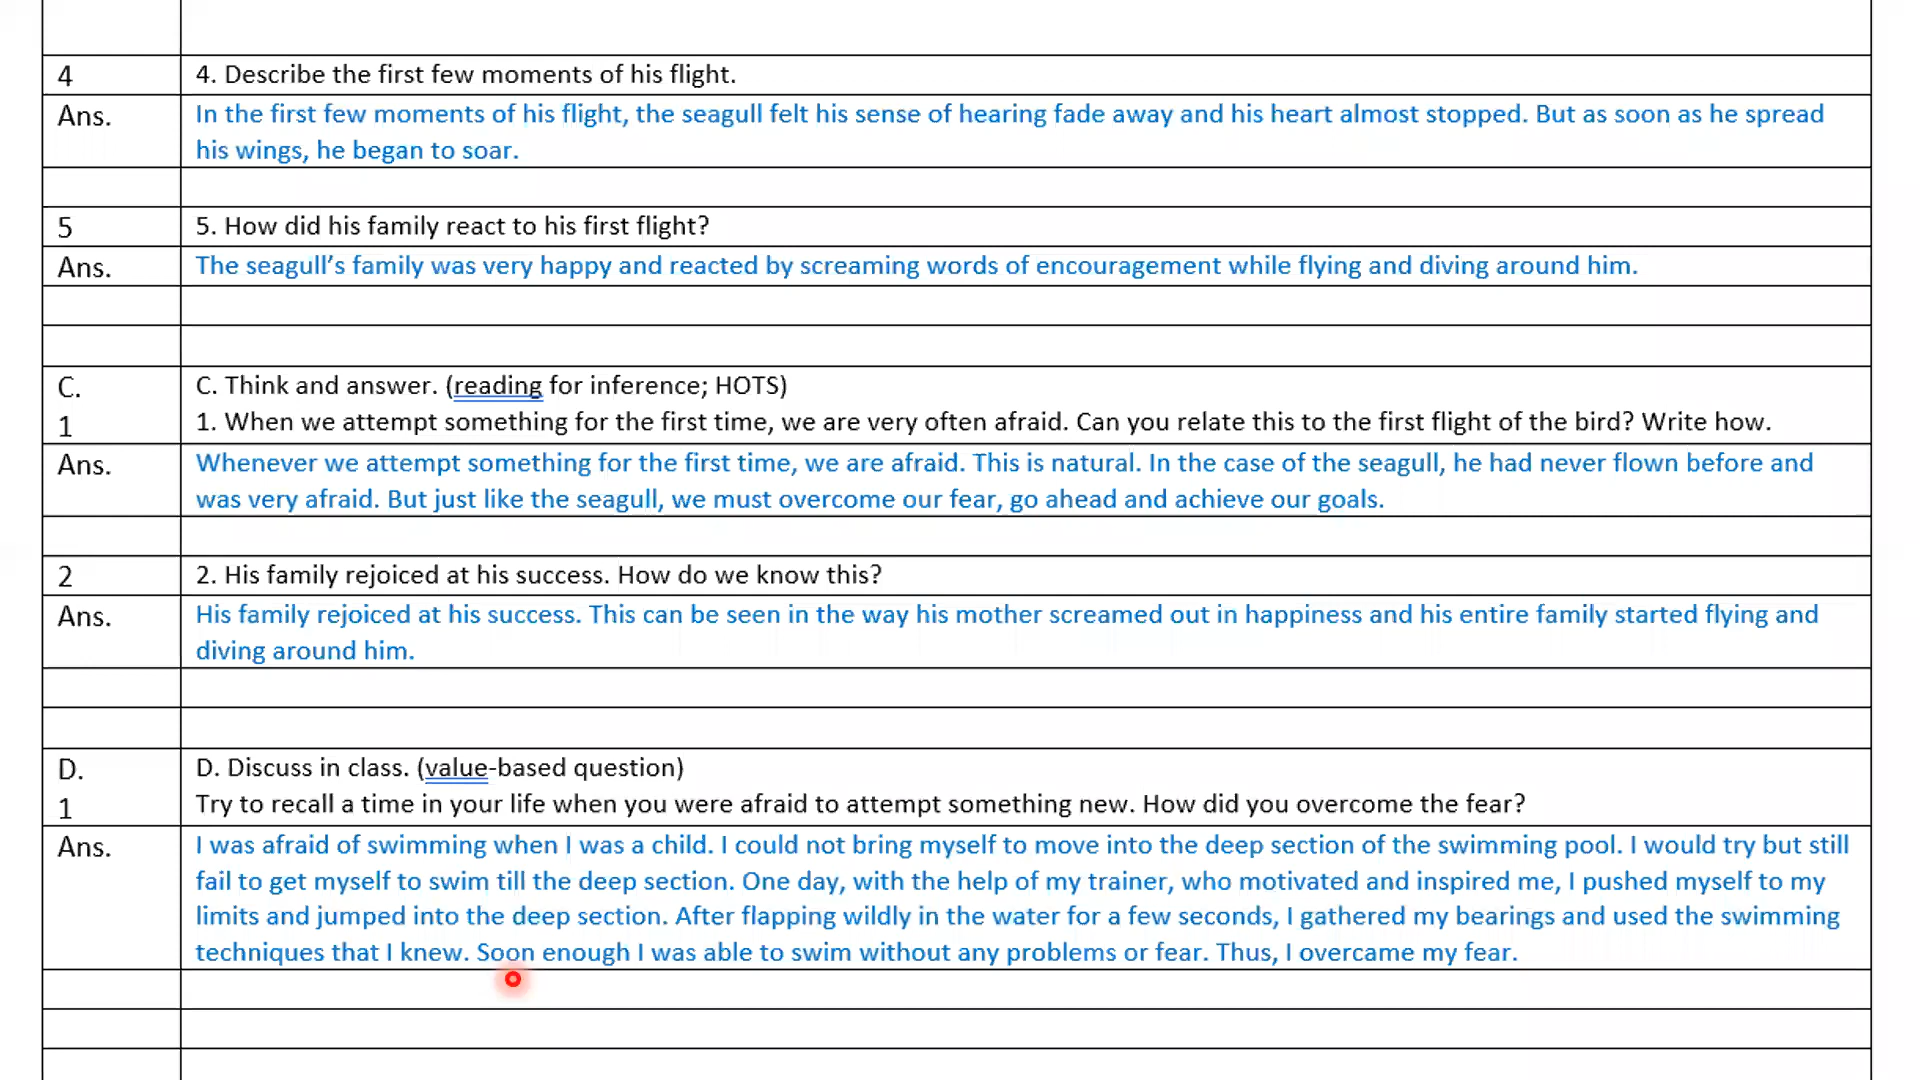 4
4. Describe the first few moments of his flight.
Ans.
In the first few moments of his flight, the seagull felt his sense of hearing fade away and his heart almost stopped. But as soon as he spread
his wings, he began to soar.
5
5. How did his family react to his first flight?
Ans.
The seagull’s family was very happy and reacted by screaming words of encouragement while flying and diving around him.
C.
C. Think and answer. (reading for inference; HOTS)
1
1. When we attempt something for the first time, we are very often afraid. Can you relate this to the first flight of the bird? Write how.
Ans.
Whenever we attempt something for the first time, we are afraid. This is natural. In the case of the seagull, he had never flown before and
was very afraid. But just like the seagull, we must overcome our fear, go ahead and achieve our goals.
2
2. His family rejoiced at his success. How do we know this?
Ans.
His family rejoiced at his success. This can be seen in the way his mother screamed out in happiness and his entire family started flying and
diving around him.
D.
D. Discuss in class. (value-based question)
1
Try to recall a time in your life when you were afraid to attempt something new. How did you overcome the fear?
Ans.
I was afraid of swimming when I was a child. I could not bring myself to move into the deep section of the swimming pool. I would try but still
fail to get myself to swim till the deep section. One day, with the help of my trainer, who motivated and inspired me, I pushed myself to my
limits and jumped into the deep section. After flapping wildly in the water for a few seconds, I gathered my bearings and used the swimming
techniques that I knew. Soon enough I was able to swim without any problems or fear. Thus, I overcame my fear.